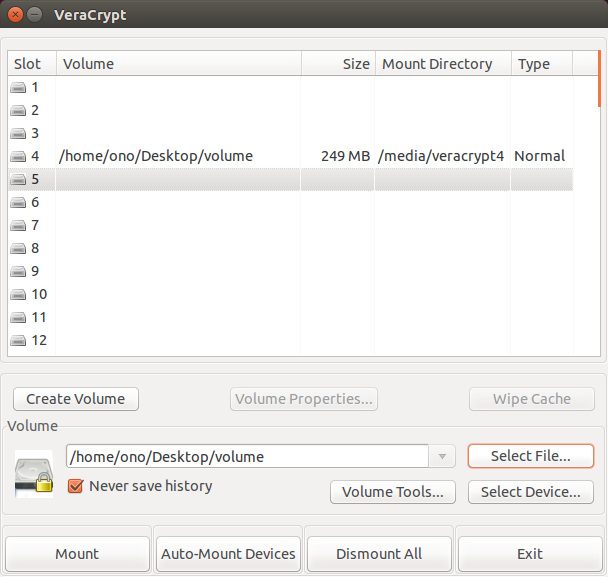 VeraCrypt
Slot Volume Size Mount Directory Type
1
2
3
4 /home/ono/Desktop/volume 249 MB /media/veracrypt4 Normal
5
6
7
8
9
10
11
12
Create Volume Volume Properties... Wipe Cache
Volume
/home/ono/Desktop/volume Select File...
Never save history
Volume Tools... Select Device...
Mount Auto-Mount Devices Dismount All Exit